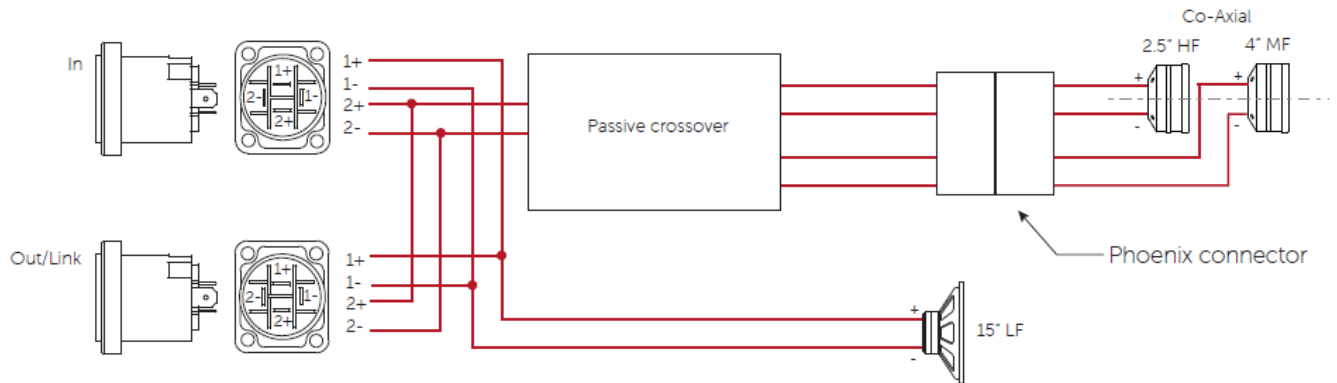 Co-Axial
2.5" HF
4" MF
In
1+
1-
2+
2-
1+
2-
1-
2+
Passive crossover
+
-
+
-
Phoenix connector
Out/Link
1+
1-
2+
2-
1+
2-
1-
2+
+
-
15" LF